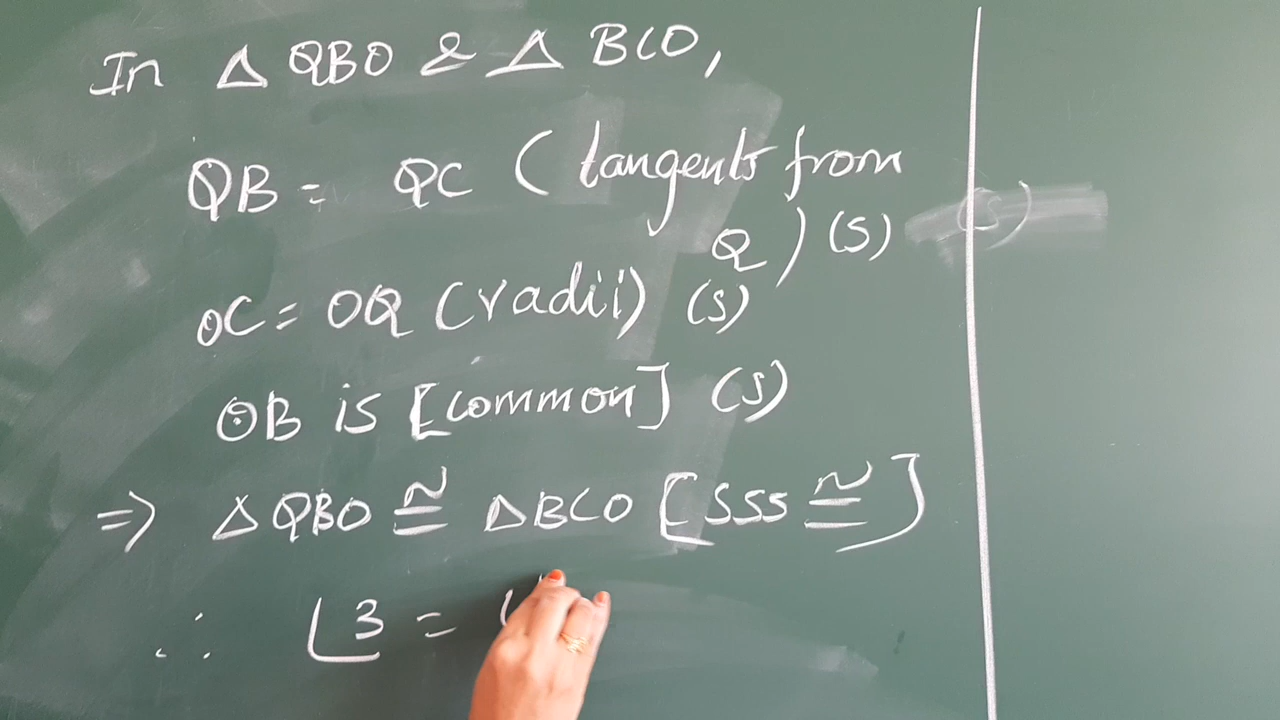 In △ QBO & △ BCO,
QB = QC (tangents from
Q) (S)
OC = OQ (radii) (S)
OB is [common] (S)
⇒ △QBO ≅ △BCO [SSS ≅]
∴ ∠3 =